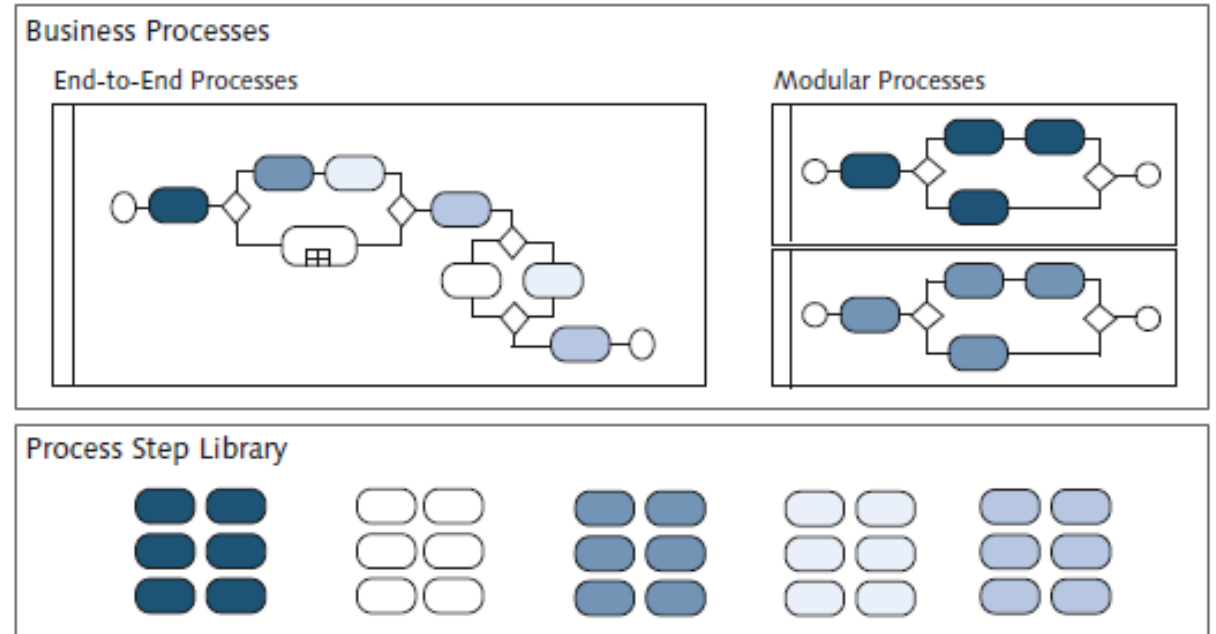 Business Processes
End-to-End Processes
Modular Processes
Process Step Library